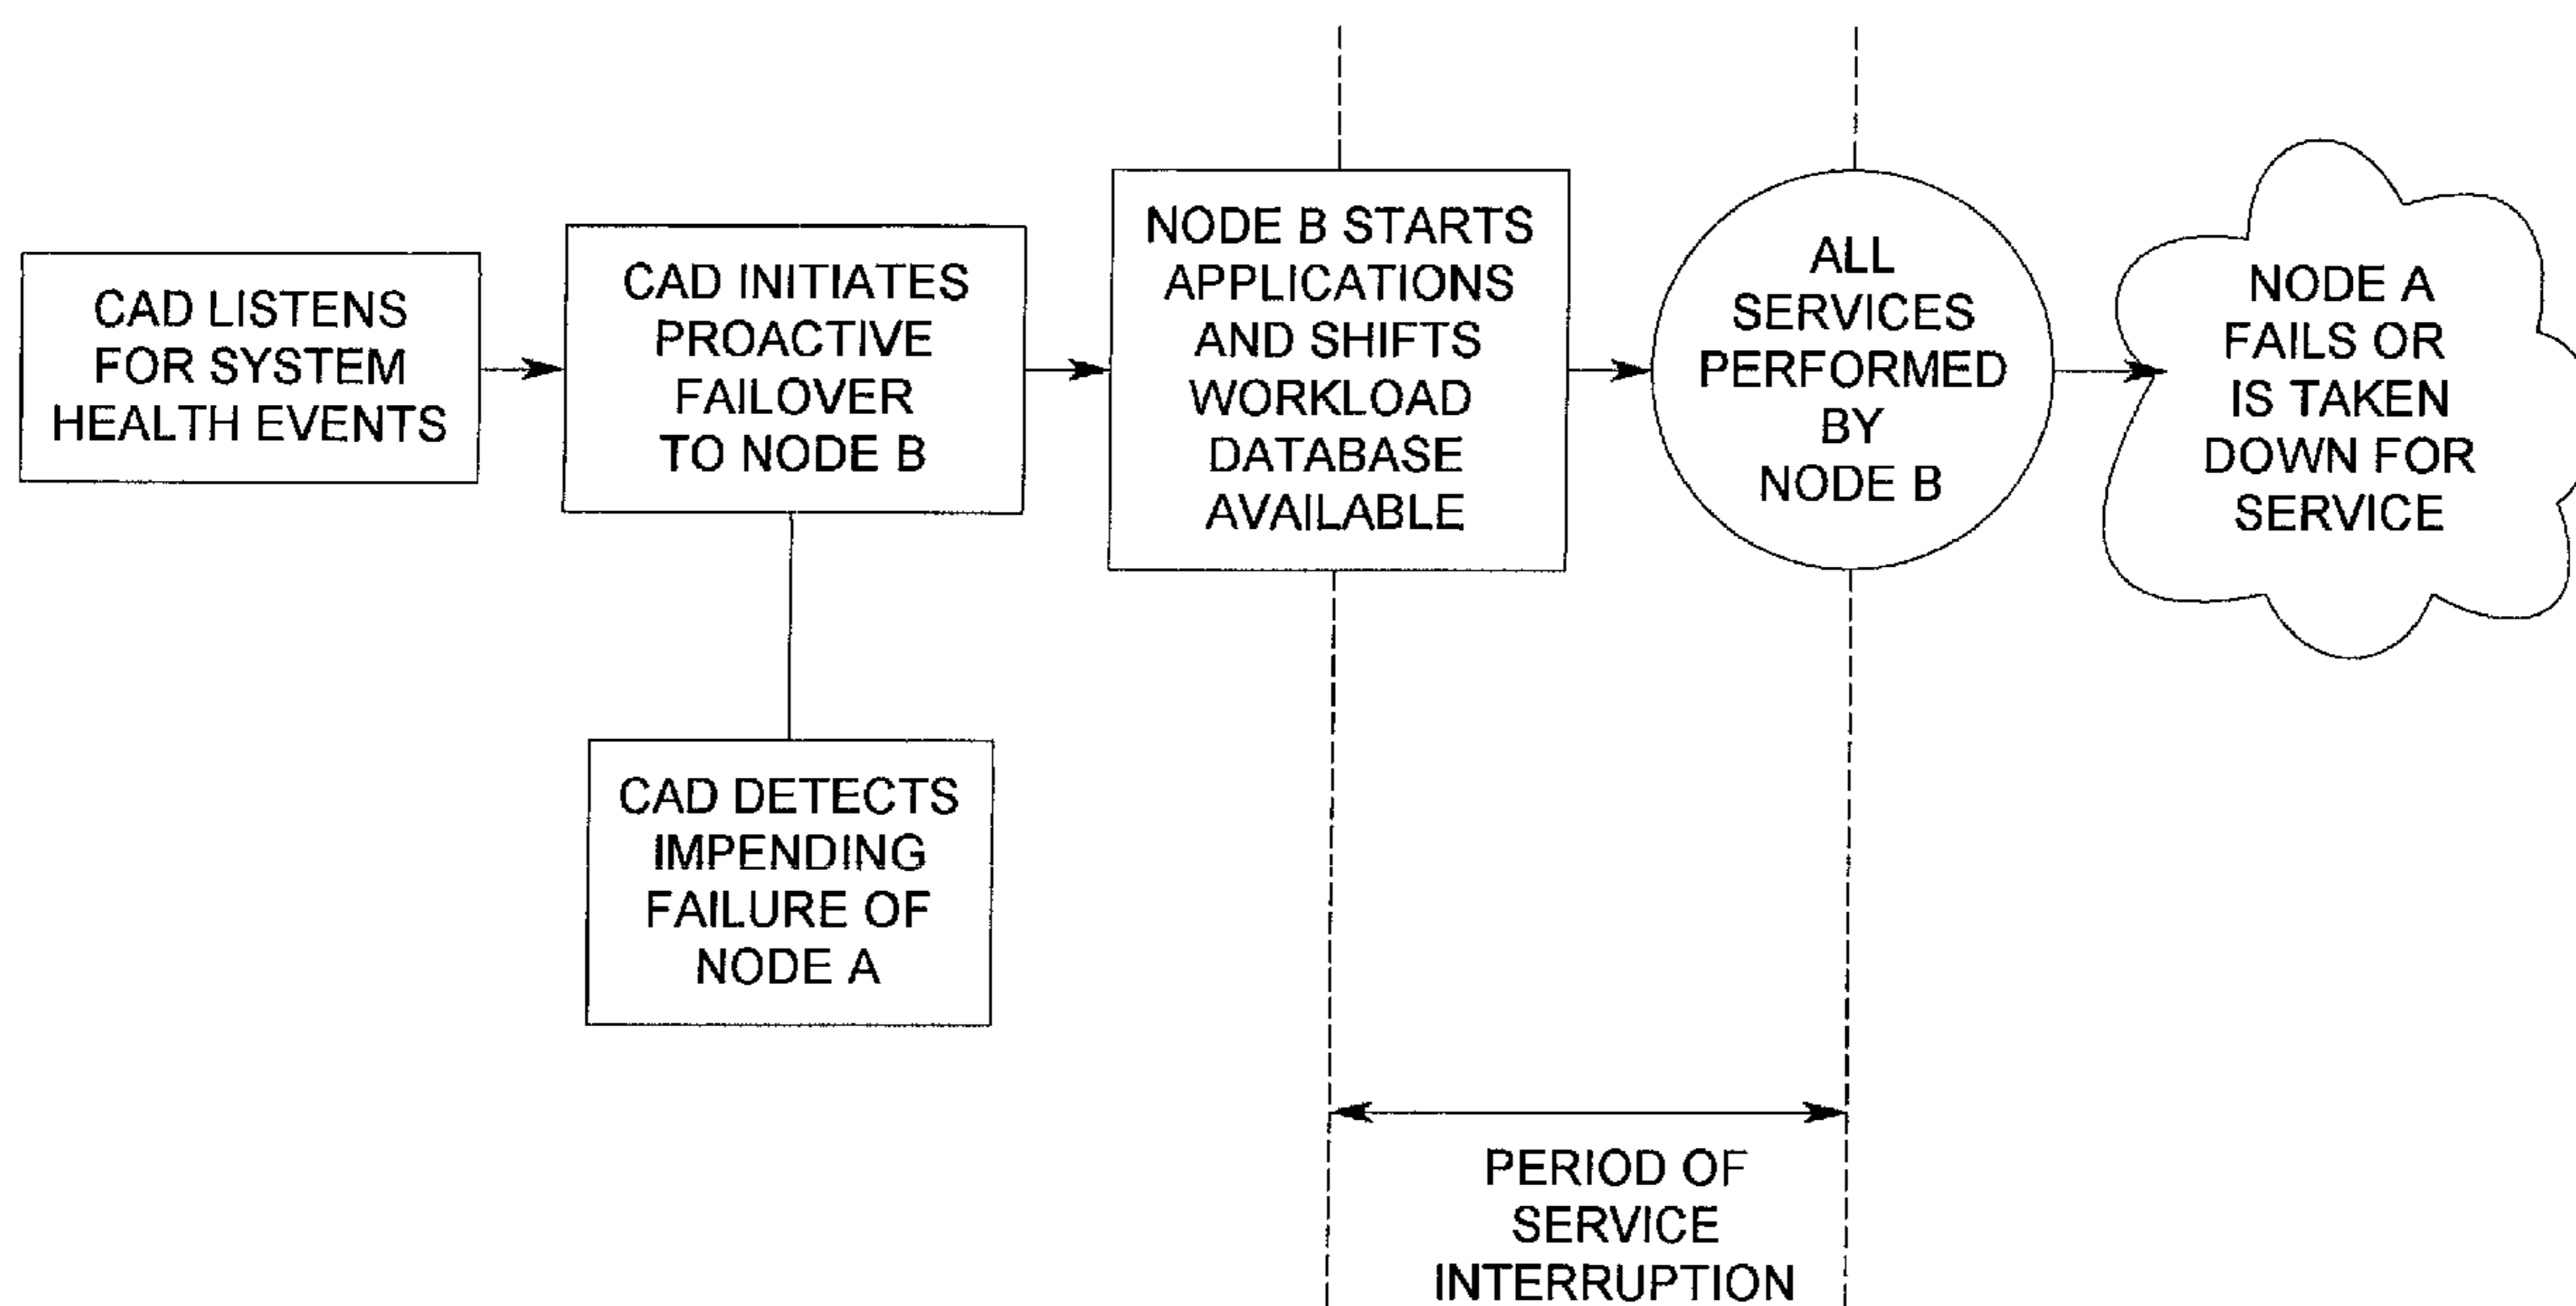 CAD LISTENS
FOR SYSTEM
HEALTH EVENTS
CAD INITIATES
PROACTIVE
FAILOVER
TO NODE B
CAD DETECTS
IMPENDING
FAILURE OF
NODE A
NODE B STARTS
APPLICATIONS
AND SHIFTS
WORKLOAD
DATABASE
AVAILABLE
ALL
SERVICES
PERFORMED
BY
NODE B
NODE A
FAILS OR
IS TAKEN
DOWN FOR
SERVICE
PERIOD OF
SERVICE
INTERRUPTION